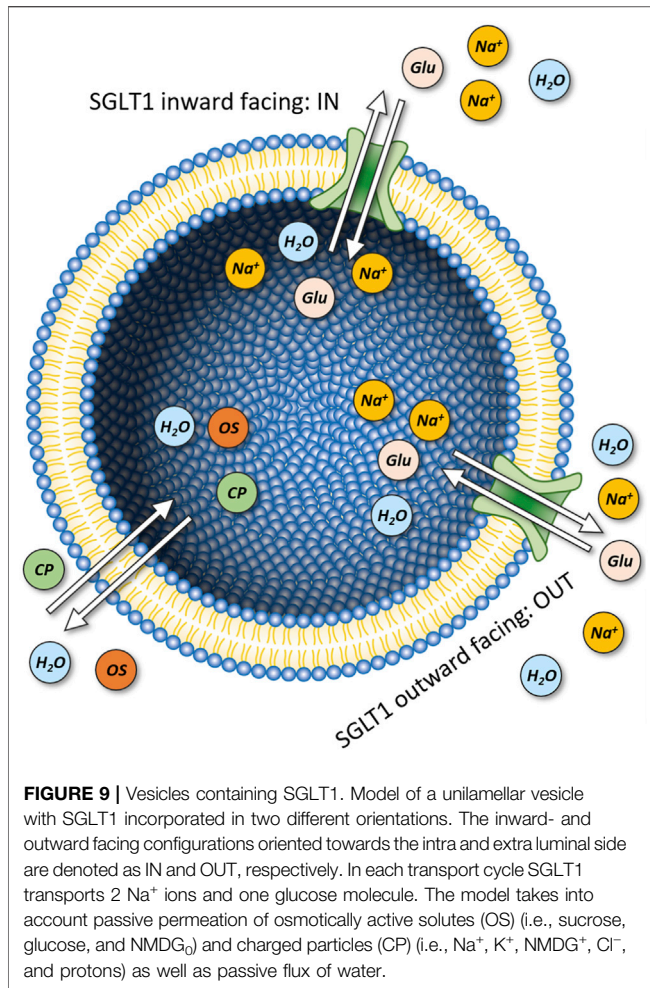 Glu
Na⁺
Na⁺
H₂O
SGLT1 inward facing: IN
H₂O
Na⁺
Na⁺
Glu
Na⁺
Na⁺
H₂O
OS
Glu
CP
H₂O
H₂O
Na⁺
Glu
CP
H₂O
OS
Na⁺
H₂O
SGLT1 outward facing: OUT
FIGURE 9 | Vesicles containing SGLT1. Model of a unilamellar vesicle
with SGLT1 incorporated in two different orientations. The inward- and
outward facing configurations oriented towards the intra and extra luminal side
are denoted as IN and OUT, respectively. In each transport cycle SGLT1
transports 2 Na⁺ ions and one glucose molecule. The model takes into
account passive permeation of osmotically active solutes (OS) (i.e., sucrose,
glucose, and NMDG₀) and charged particles (CP) (i.e., Na⁺, K⁺, NMDG⁺, Cl⁻,
and protons) as well as passive flux of water.